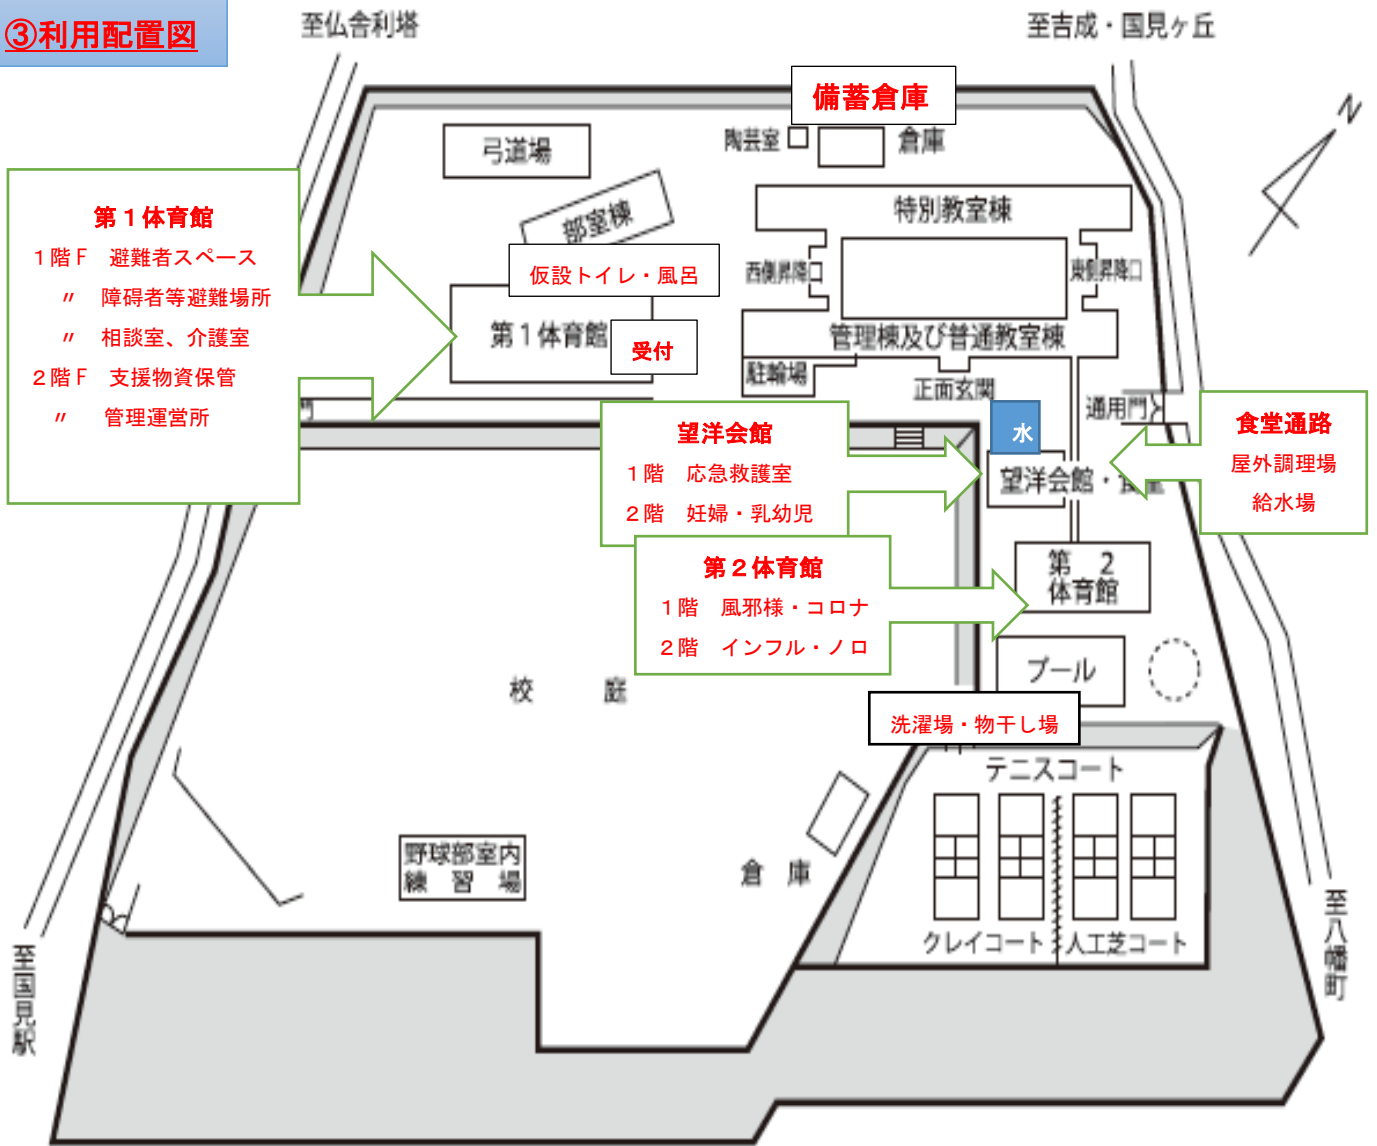 ③利用配置図
至仏舎利塔
至吉成・国見ヶ丘
備蓄倉庫
N
弓道場
陶芸室
倉庫
部室棟
特別教室棟
第1体育館
1階F 避難者スペース
〃 障碍者等避難場所
〃 相談室、介護室
2階F 支援物資保管
〃 管理運営所
仮設トイレ・風呂
西側昇降口
東側昇降口
第1体育館
受付
管理棟及び普通教室棟
駐輪場
正面玄関
通用門
門
望洋会館
1階 応急救護室
2階 妊婦・乳幼児
水
望洋会館・食堂
食堂通路
屋外調理場
給水場
第2体育館
1階 風邪様・コロナ
2階 インフル・ノロ
第 2
体育館
プール
校 庭
洗濯場・物干し場
テニスコート
野球部室内
練習場
倉 庫
クレイコート
人工芝コート
至国見駅
至八幡町